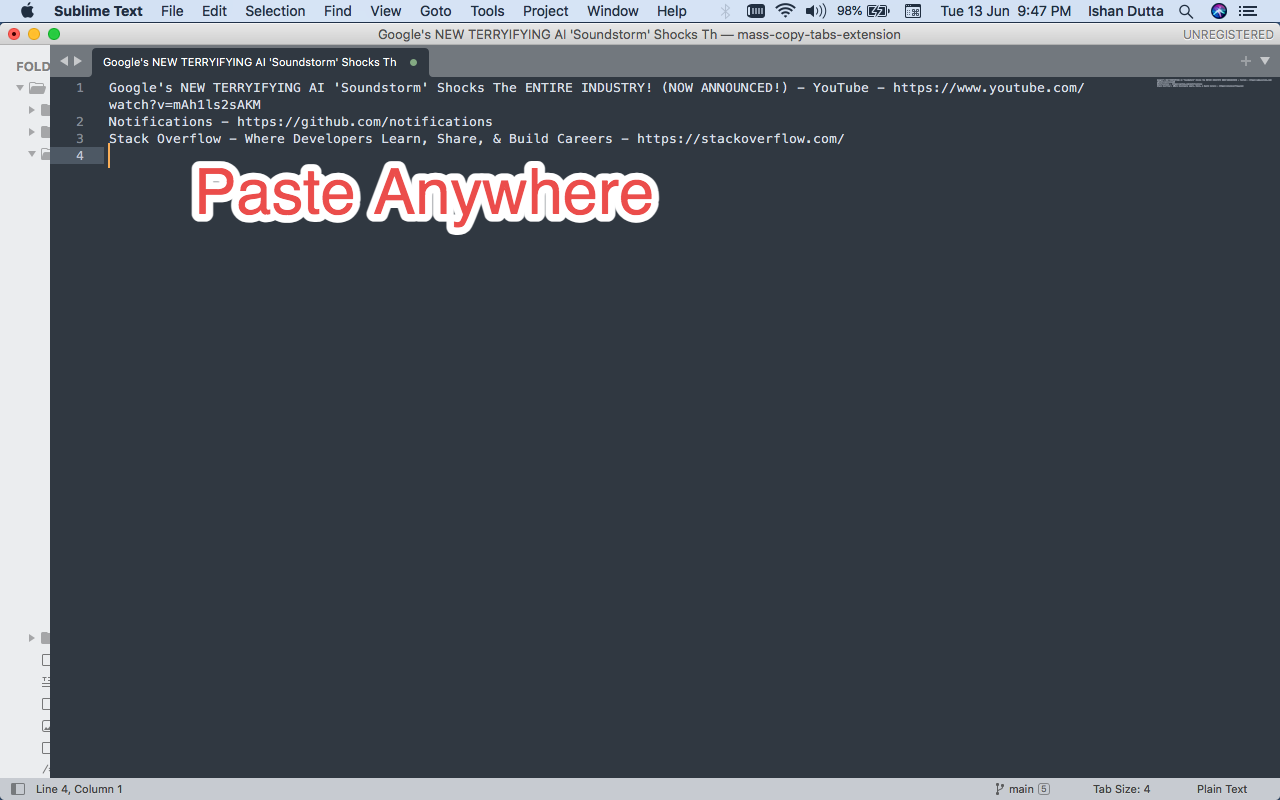 Sublime Text File Edit Selection Find View Goto Tools Project Window Help 98% Tue 13 Jun 9:47 PM Ishan Dutta
Google's NEW TERRYIFYING AI 'Soundstorm' Shocks Th — mass-copy-tabs-extension UNREGISTERED
FOLD
Google's NEW TERRYIFYING AI 'Soundstorm' Shocks Th
1 Google's NEW TERRYIFYING AI 'Soundstorm' Shocks The ENTIRE INDUSTRY! (NOW ANNOUNCED!) - YouTube - https://www.youtube.com/
watch?v=mAh1ls2sAKM
2 Notifications - https://github.com/notifications
3 Stack Overflow - Where Developers Learn, Share, & Build Careers - https://stackoverflow.com/
4
Paste Anywhere
Line 4, Column 1 main 5 Tab Size: 4 Plain Text